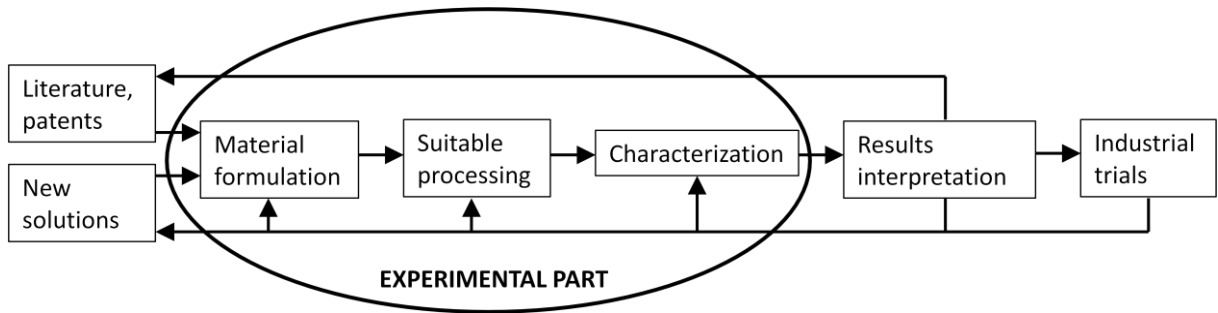 Literature,
patents
New
solutions
Material
formulation
Suitable
processing
Characterization
Results
interpretation
Industrial
trials
EXPERIMENTAL PART